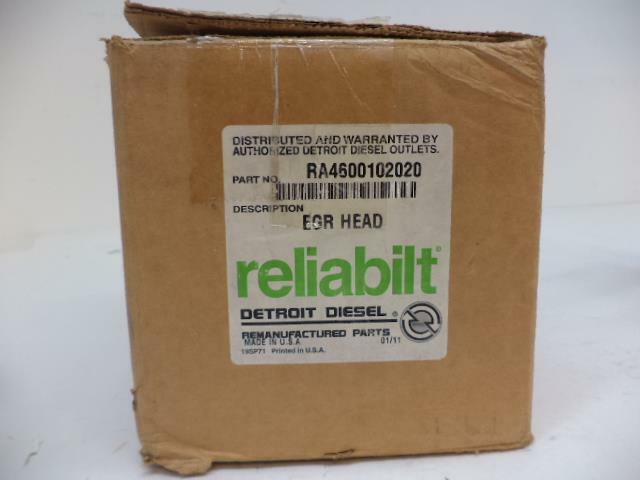 DISTRIBUTED AND WARRANTED BY
AUTHORIZED DETROIT DIESEL OUTLETS.
PART NO. RA4600102020
DESCRIPTION
EGR HEAD
reliabilt®
DETROIT DIESEL®
REMANUFACTURED PARTS
MADE IN U.S.A 01/11
19SP71 Printed in U.S.A.